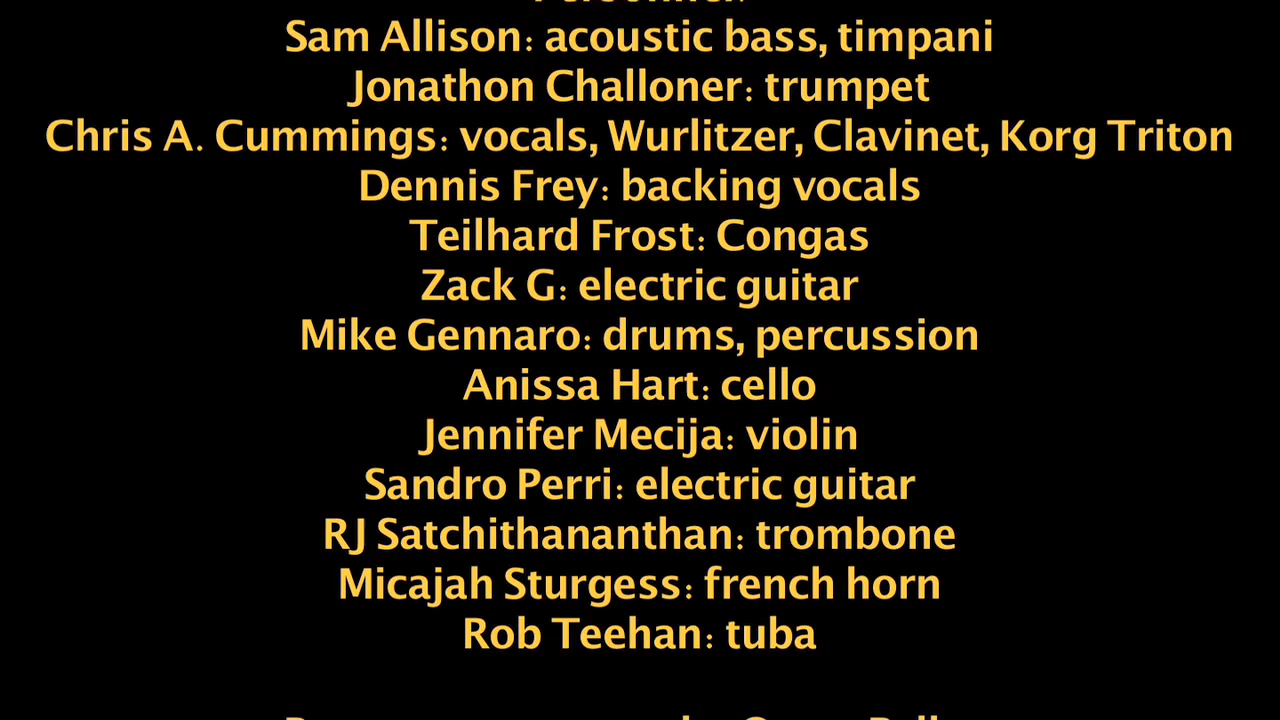 Sam Allison: acoustic bass, timpani
Jonathon Challoner: trumpet
Chris A. Cummings: vocals, Wurlitzer, Clavinet, Korg Triton
Dennis Frey: backing vocals
Teilhard Frost: Congas
Zack G: electric guitar
Mike Gennaro: drums, percussion
Anissa Hart: cello
Jennifer Mecija: violin
Sandro Perri: electric guitar
RJ Satchithananthan: trombone
Micajah Sturgess: french horn
Rob Teehan: tuba